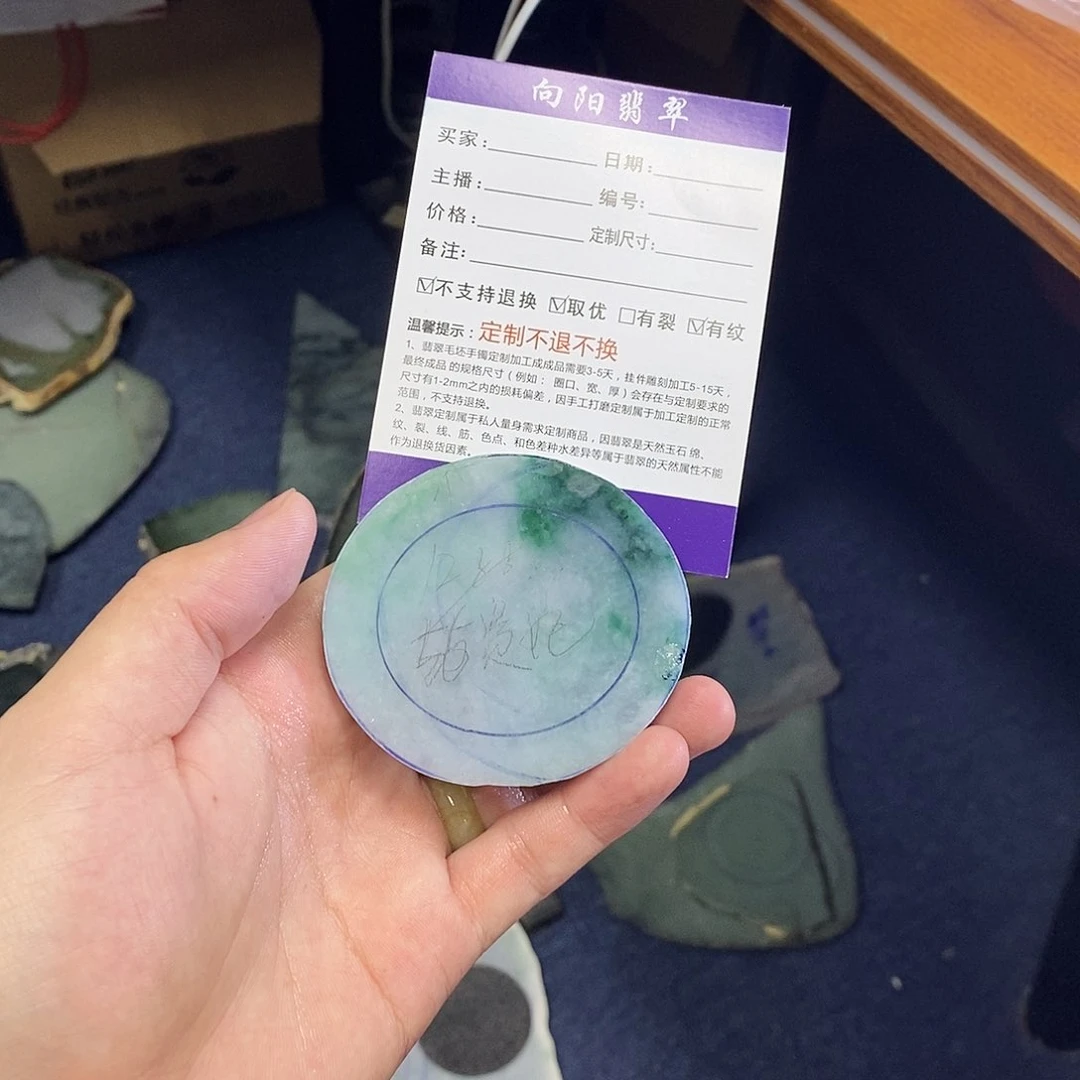 向阳翡翠
买家： 日期：
主播： 编号：
价格： 定制尺寸：
备注：
☑不支持退换 ☑取优 ☐有裂 ☑有纹
温馨提示：定制不退不换
1、翡翠毛坯手镯定制加工成成品需要3-5天，挂件雕刻加工5-15天，
最终成品的规格尺寸（例如： 圈口、宽、厚）会存在与定制要求的
尺寸有1-2mm之内的损耗偏差，因手工打磨定制属于加工定制的正常
范围，不支持退换。
2、翡翠定制属于私人量身需求定制商品，因翡翠是天然玉石 绵、
纹、裂、线、筋、色点、和色差种水差异等属于翡翠的天然属性不能
作为退换货因素。